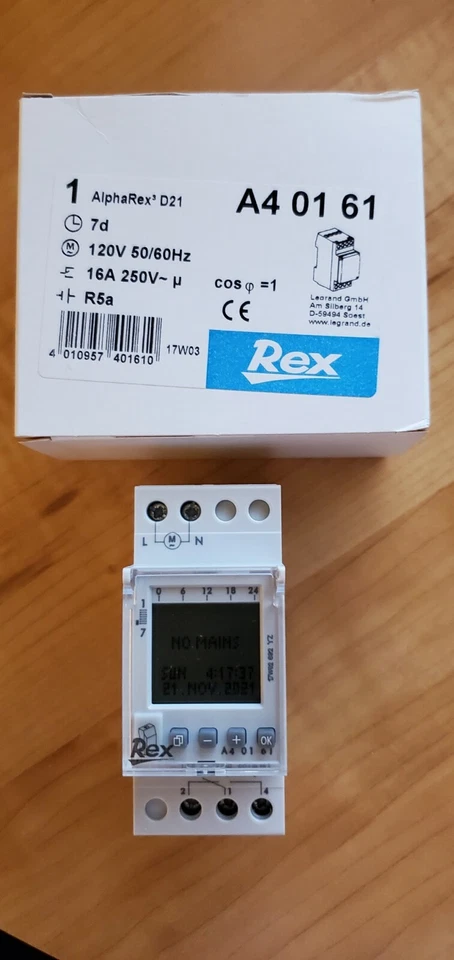 1 AlphaRex³ D21
A4 01 61
7d
M 120V 50/60Hz
16A 250V~ µ
cos φ =1
R5a
CE
Legrand GmbH
Am Silberg 14
D-59494 Soest
www.legrand.de
4 010957 401610
17W03
Rex
L M N
0 6 12 18 24
1
7
NO MAINS
SUN 4:17:37
21.NOV.2021
- + OK
Rex
A4 01 61
2 1 4